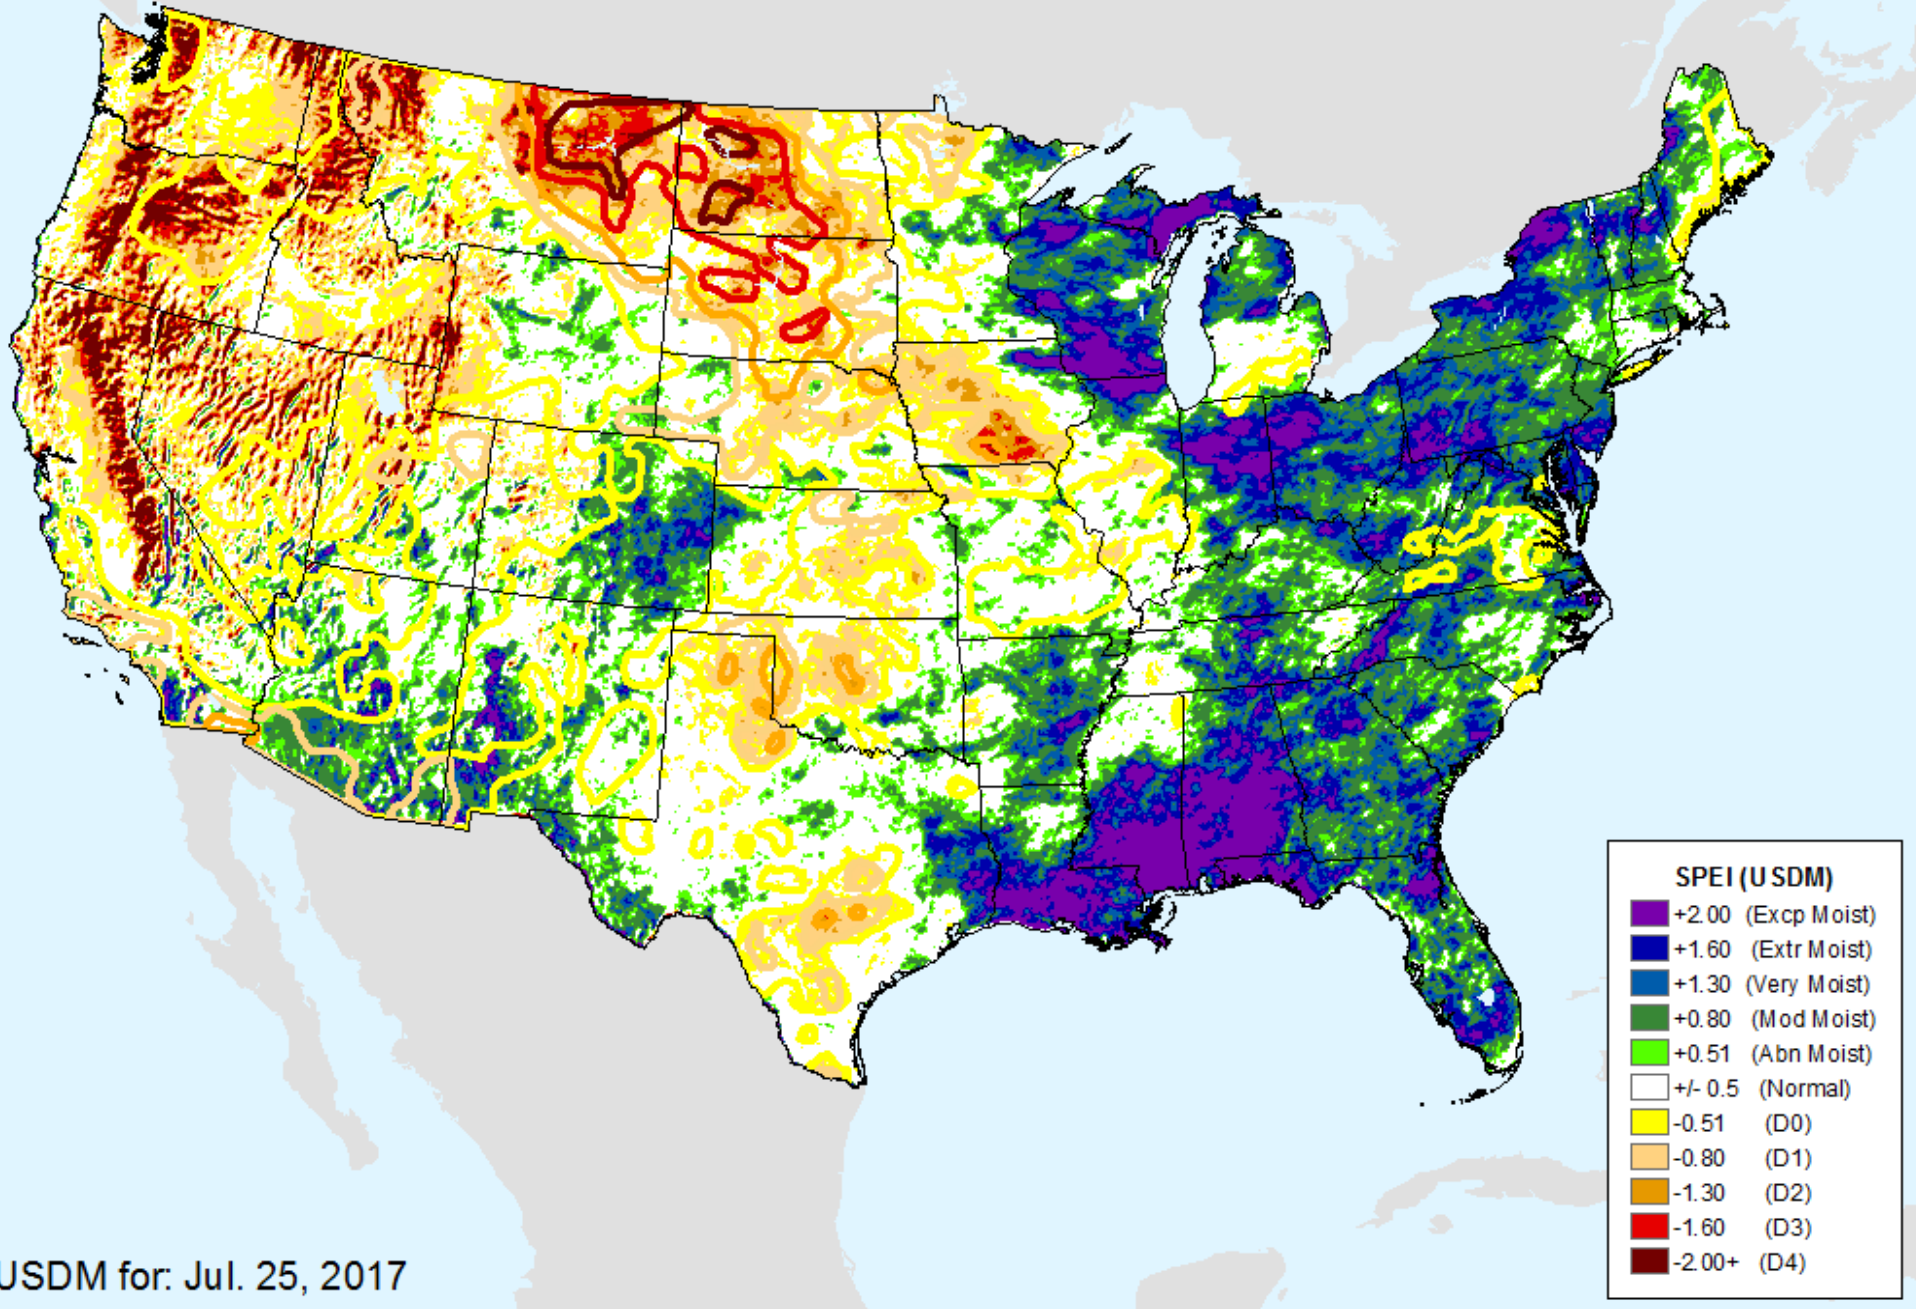 SPEI (USDM)
+2.00 (Excp Moist)
+1.60 (Extr Moist)
+1.30 (Very Moist)
+0.80 (Mod Moist)
+0.51 (Abn Moist)
+/- 0.5 (Normal)
-0.51 (D0)
-0.80 (D1)
-1.30 (D2)
-1.60 (D3)
-2.00+ (D4)
USDM for: Jul. 25, 2017